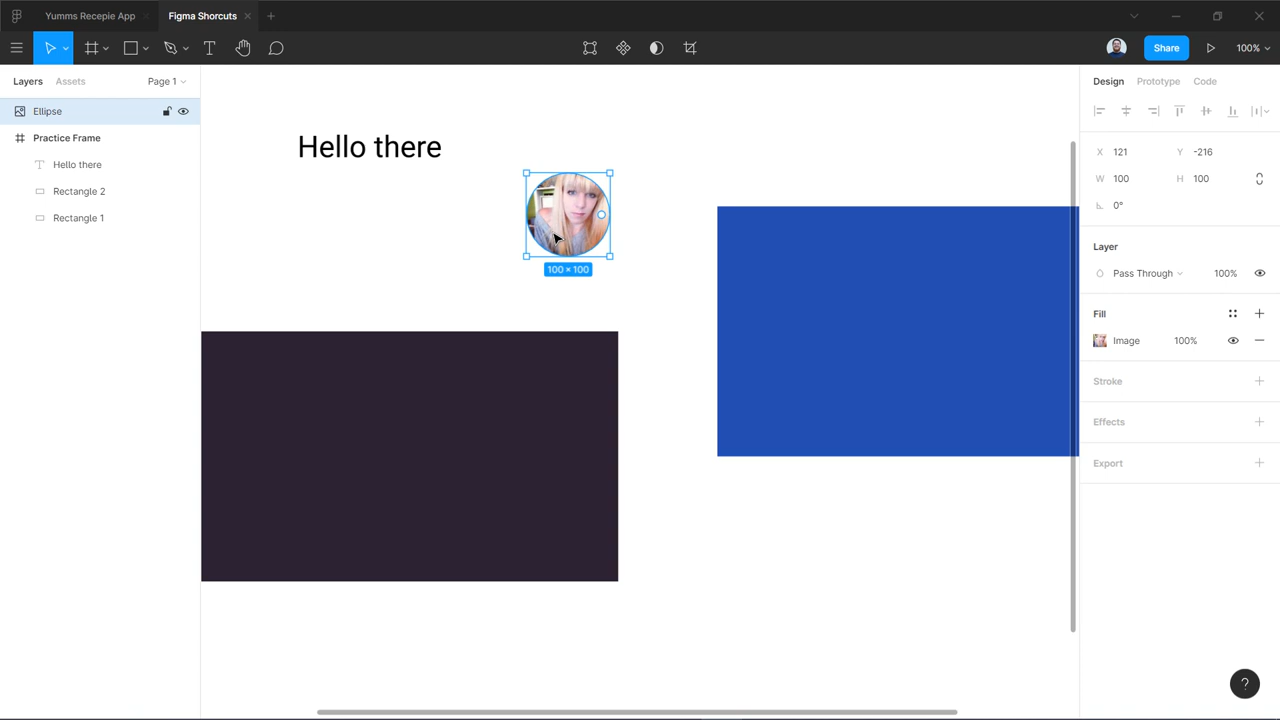 Yumms Recepie App
Figma Shorcuts
Share
100%
Layers
Assets
Page 1
Ellipse
Practice Frame
Hello there
Rectangle 2
Rectangle 1
Hello there
100 × 100
Design
Prototype
Code
X 121
Y -216
W 100
H 100
0°
Layer
Pass Through
100%
Fill
Image
100%
Stroke
Effects
Export
?